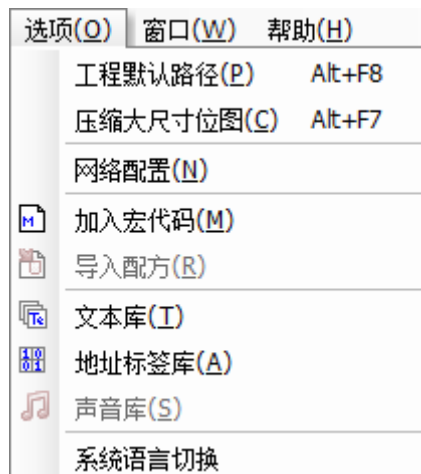 选项(O) 窗口(W) 帮助(H)
工程默认路径(P) Alt+F8
压缩大尺寸位图(C) Alt+F7
网络配置(N)
加入宏代码(M)
导入配方(R)
文本库(T)
地址标签库(A)
声音库(S)
系统语言切换